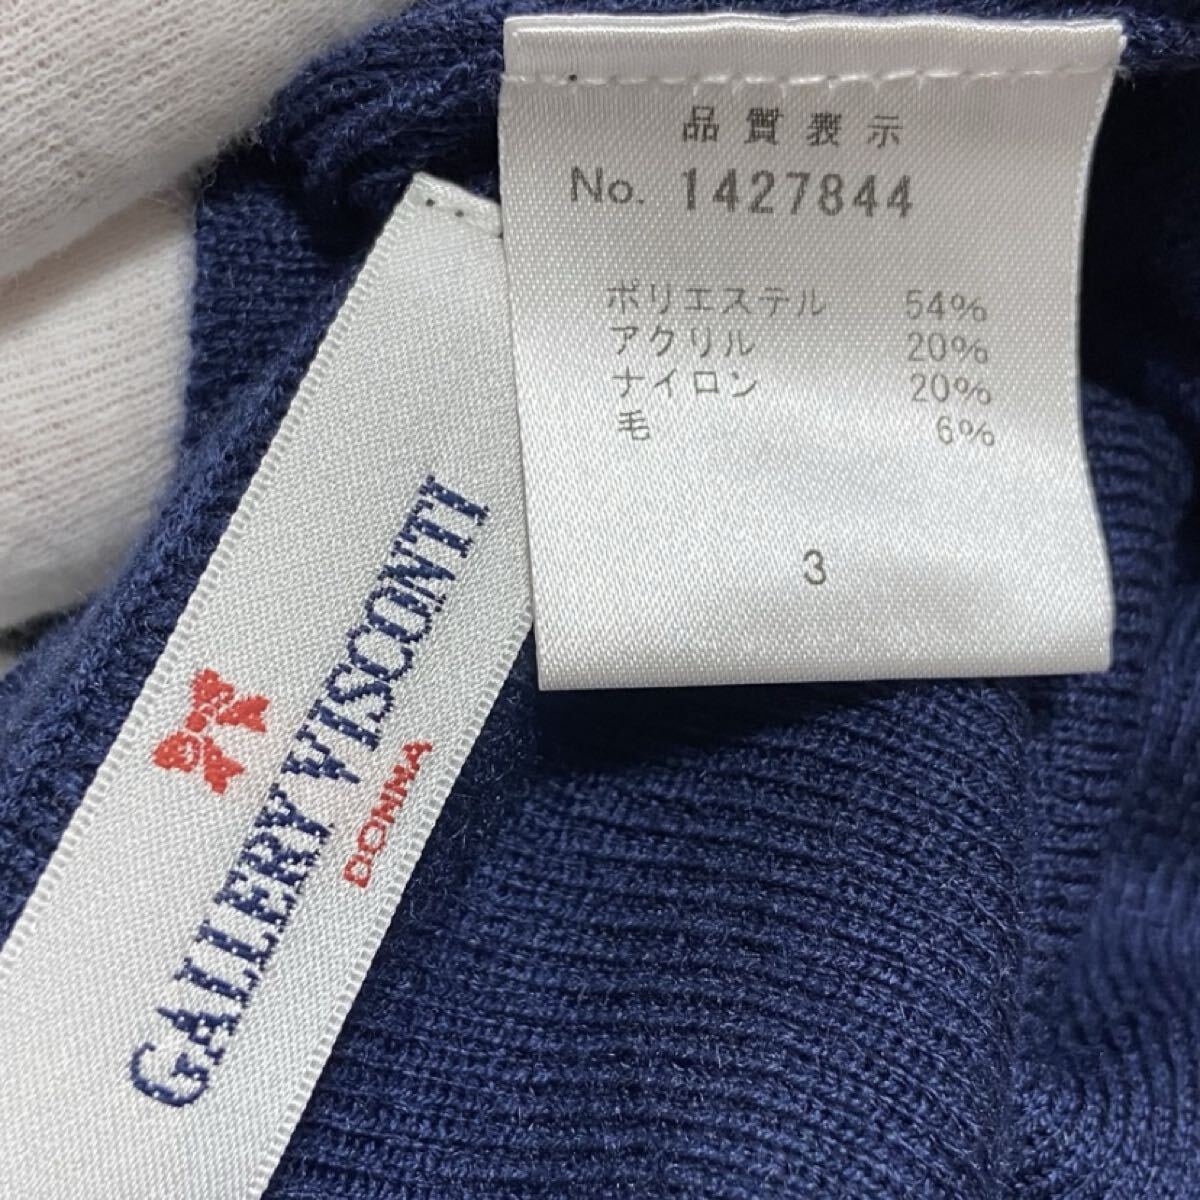 品質表示
No. 1427844
ポリエステル 54%
アクリル 20%
ナイロン 20%
毛 6%
3
GALLERY VISCONTI
DONNA